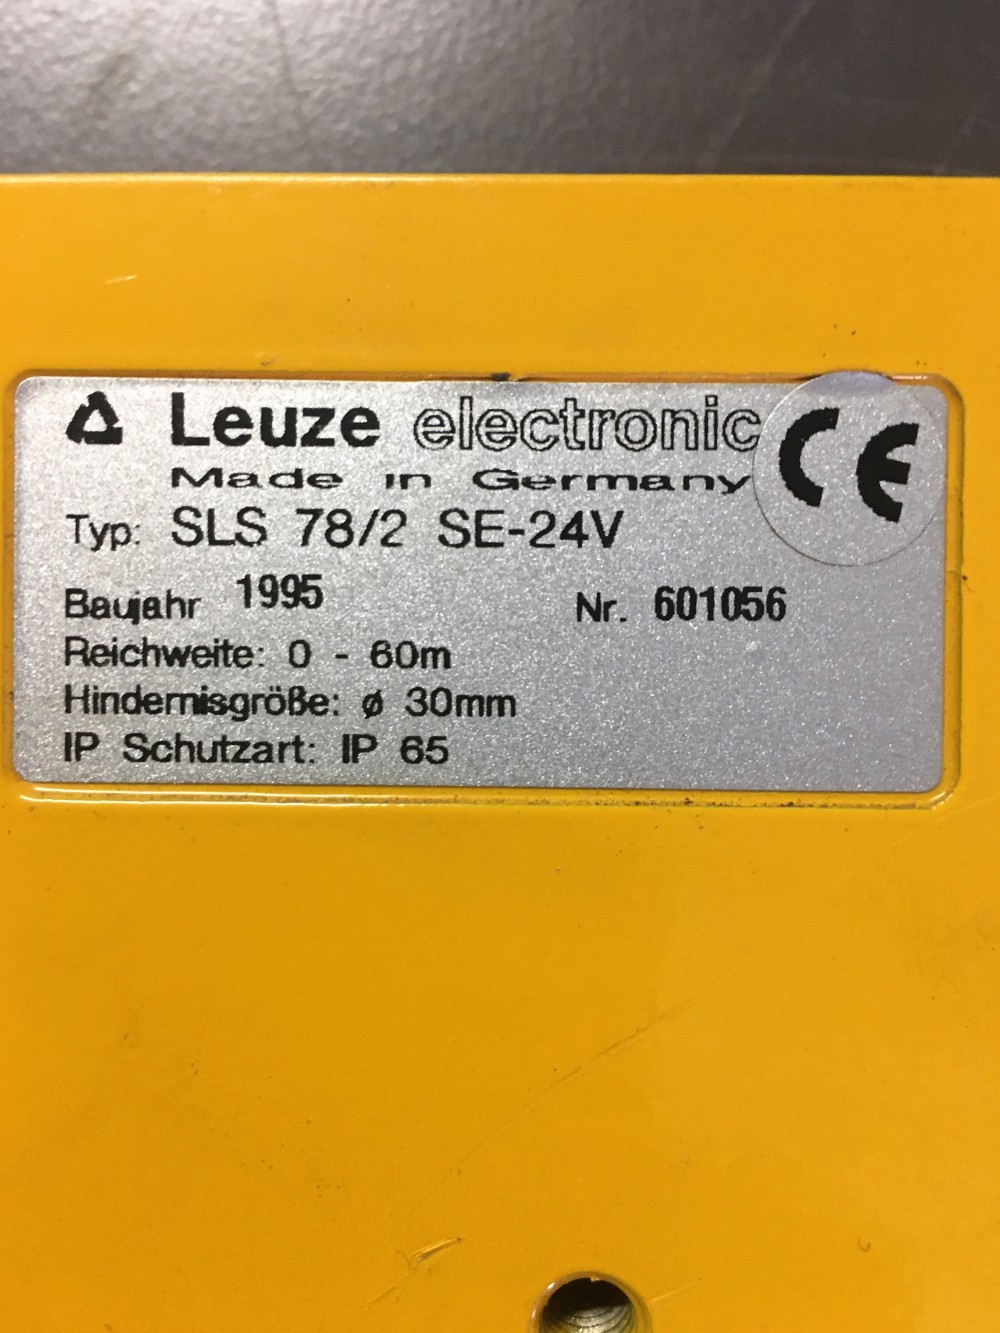 Leuze electronic
Made in Germany
CE
Typ: SLS 78/2 SE-24V
Baujahr 1995 Nr. 601056
Reichweite: 0 - 60m
Hindernisgröße: ø 30mm
IP Schutzart: IP 65